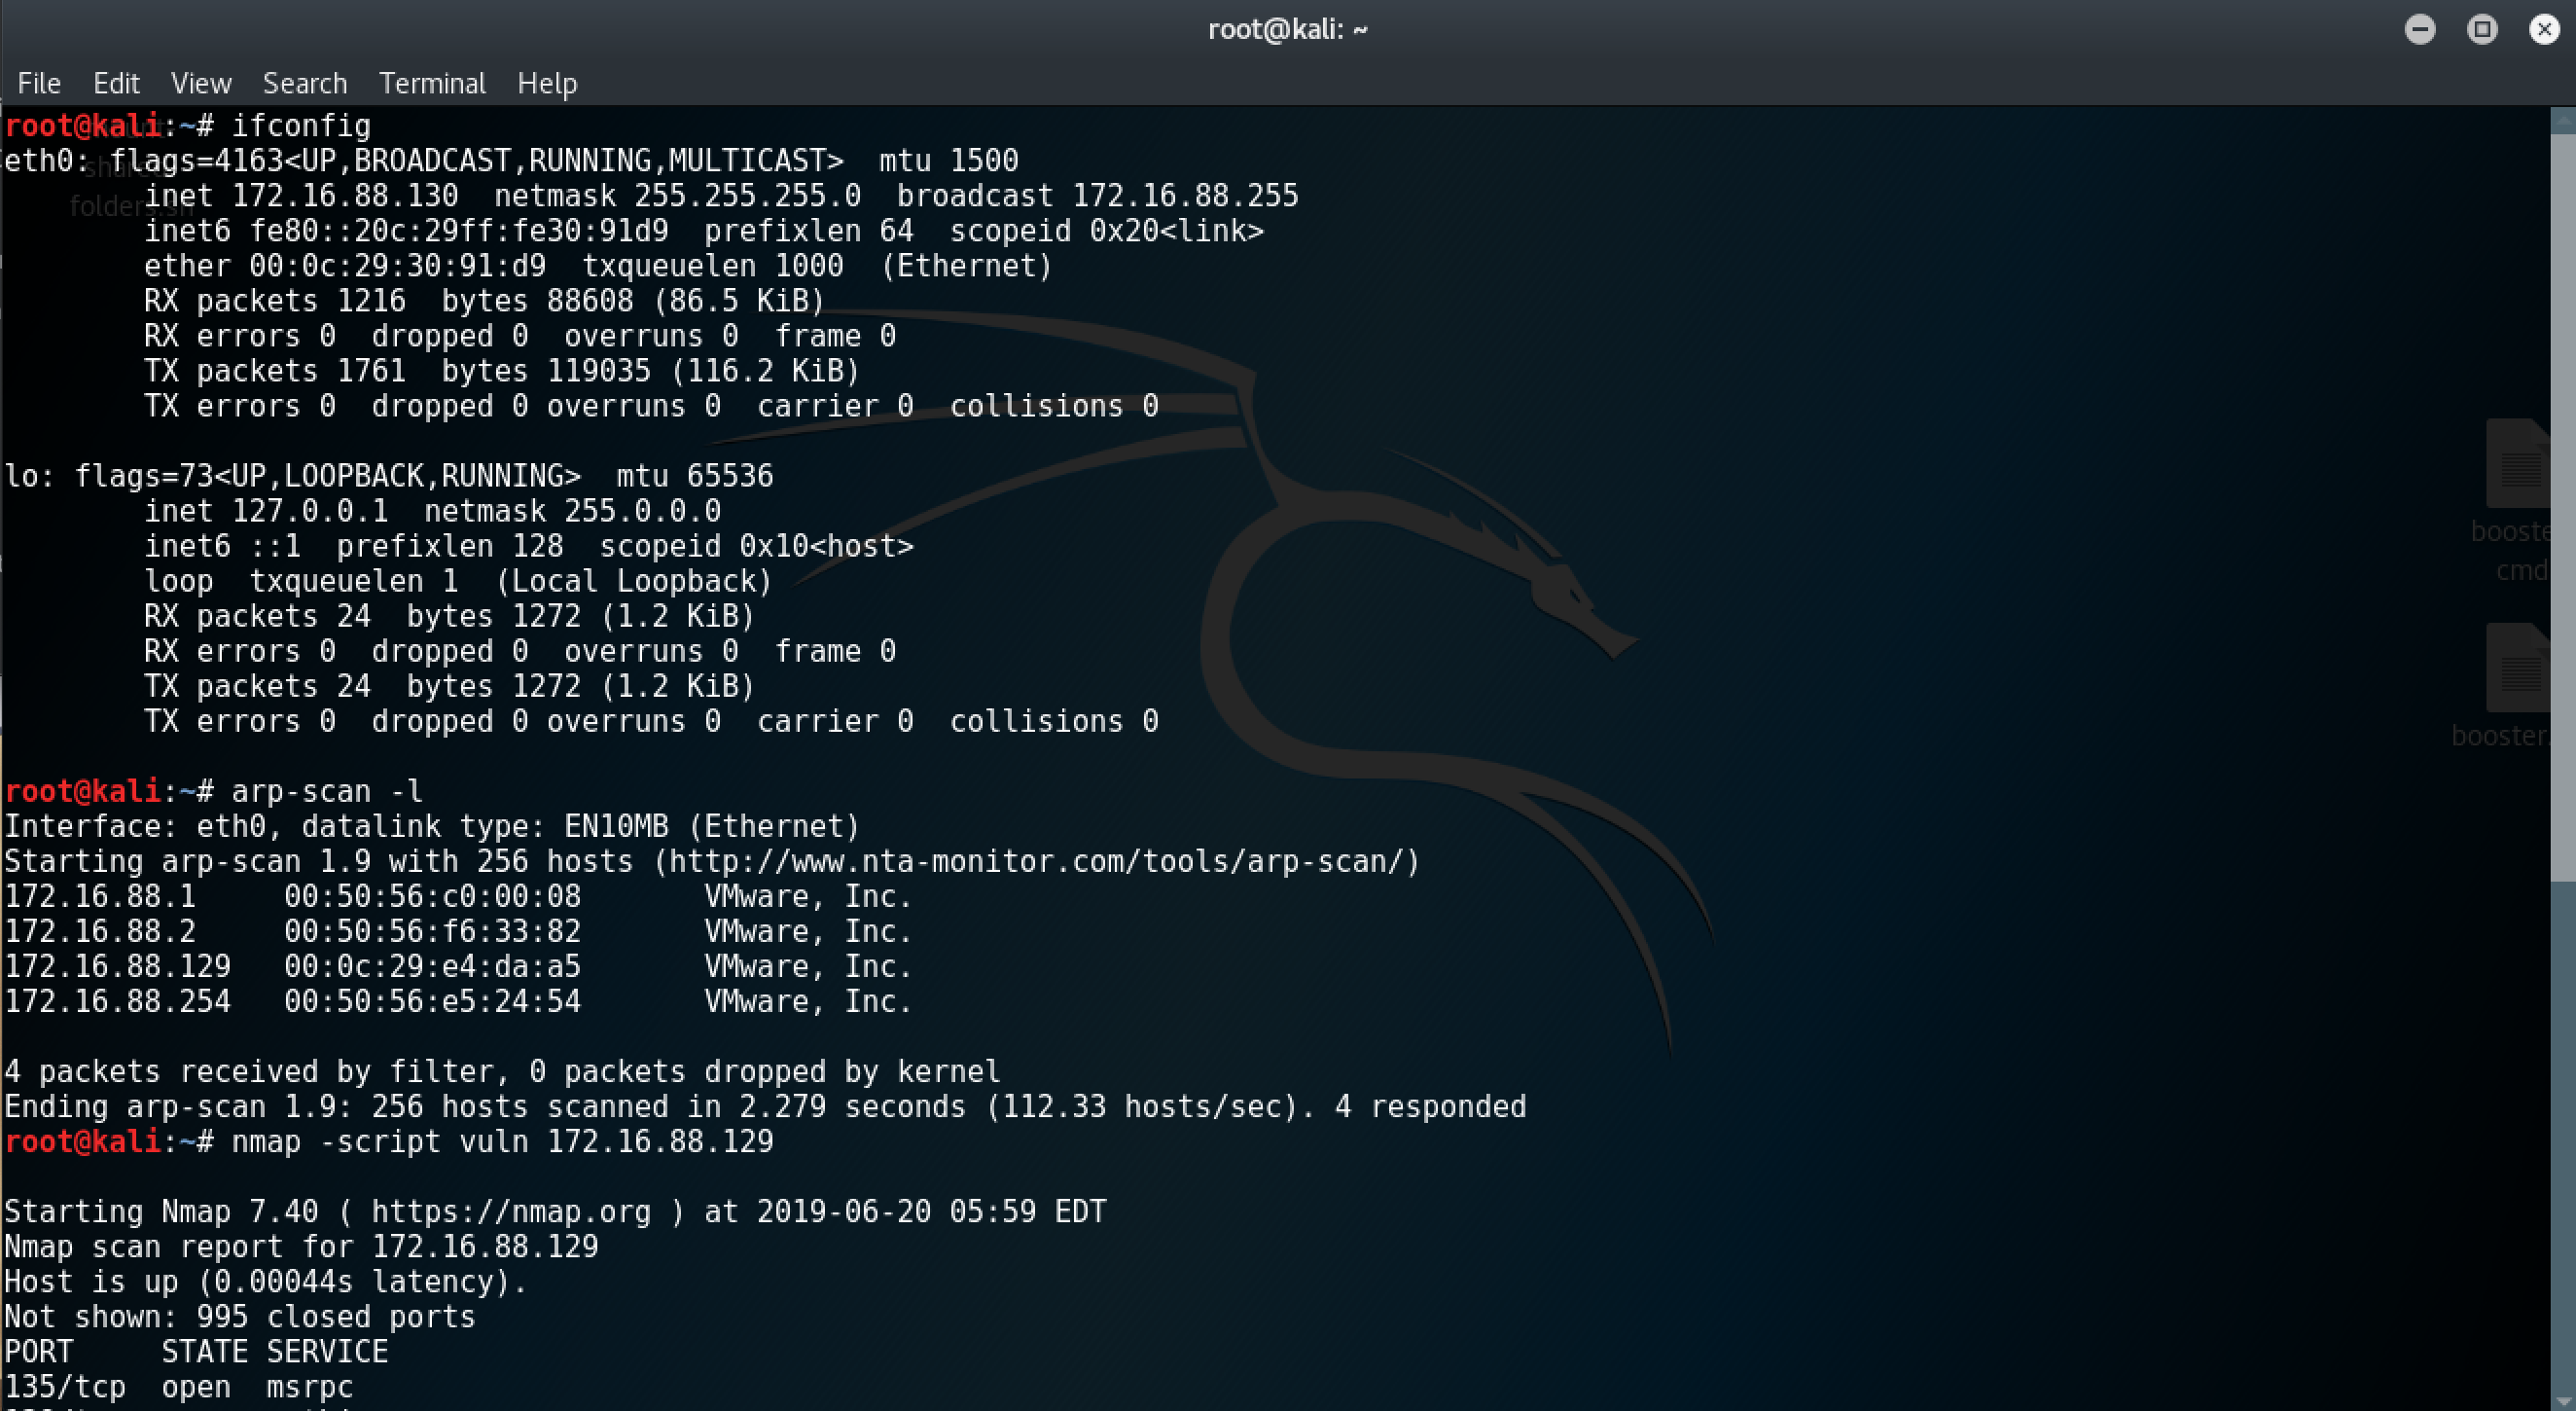 root@kali: ~
File Edit View Search Terminal Help
root@kali:~# ifconfig
eth0: flags=4163<UP,BROADCAST,RUNNING,MULTICAST>  mtu 1500
        inet 172.16.88.130  netmask 255.255.255.0  broadcast 172.16.88.255
        inet6 fe80::20c:29ff:fe30:91d9  prefixlen 64  scopeid 0x20<link>
        ether 00:0c:29:30:91:d9  txqueuelen 1000  (Ethernet)
        RX packets 1216  bytes 88608 (86.5 KiB)
        RX errors 0  dropped 0  overruns 0  frame 0
        TX packets 1761  bytes 119035 (116.2 KiB)
        TX errors 0  dropped 0 overruns 0  carrier 0  collisions 0
lo: flags=73<UP,LOOPBACK,RUNNING>  mtu 65536
        inet 127.0.0.1  netmask 255.0.0.0
        inet6 ::1  prefixlen 128  scopeid 0x10<host>
        loop  txqueuelen 1  (Local Loopback)
        RX packets 24  bytes 1272 (1.2 KiB)
        RX errors 0  dropped 0  overruns 0  frame 0
        TX packets 24  bytes 1272 (1.2 KiB)
        TX errors 0  dropped 0 overruns 0  carrier 0  collisions 0
root@kali:~# arp-scan -l
Interface: eth0, datalink type: EN10MB (Ethernet)
Starting arp-scan 1.9 with 256 hosts (http://www.nta-monitor.com/tools/arp-scan/)
172.16.88.1     00:50:56:c0:00:08       VMware, Inc.
172.16.88.2     00:50:56:f6:33:82       VMware, Inc.
172.16.88.129   00:0c:29:e4:da:a5       VMware, Inc.
172.16.88.254   00:50:56:e5:24:54       VMware, Inc.
4 packets received by filter, 0 packets dropped by kernel
Ending arp-scan 1.9: 256 hosts scanned in 2.279 seconds (112.33 hosts/sec). 4 responded
root@kali:~# nmap -script vuln 172.16.88.129
Starting Nmap 7.40 ( https://nmap.org ) at 2019-06-20 05:59 EDT
Nmap scan report for 172.16.88.129
Host is up (0.00044s latency).
Not shown: 995 closed ports
PORT     STATE SERVICE
135/tcp  open  msrpc
shared
folders.sh
cmd
booster.